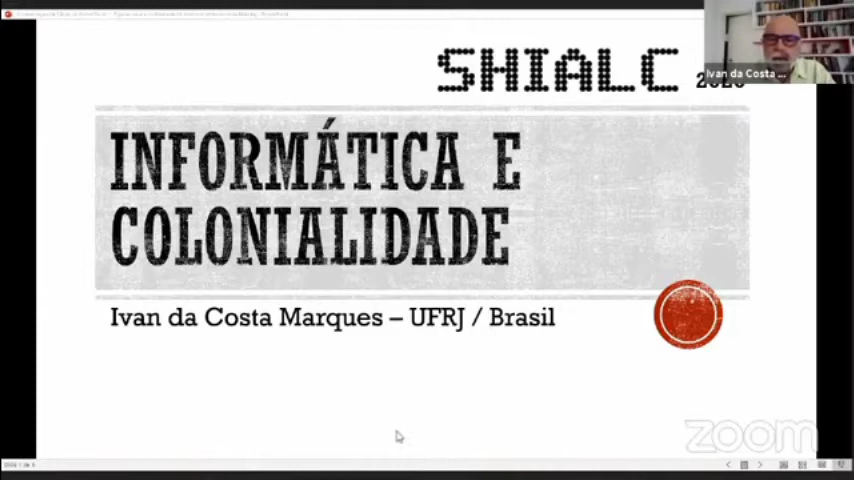 SHIALC
Ivan da Costa ...
INFORMÁTICA E
COLONIALIDADE
Ivan da Costa Marques – UFRJ / Brasil
zoom